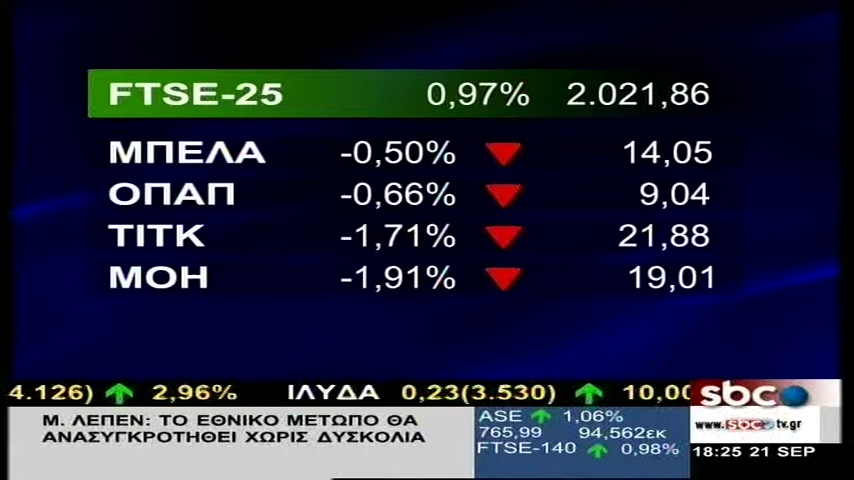 FTSE-25 0,97% 2.021,86
ΜΠΕΛΑ -0,50% 14,05
ΟΠΑΠ -0,66% 9,04
ΤΙΤΚ -1,71% 21,88
ΜΟΗ -1,91% 19,01
4.126) 2,96% ΙΛΥΔΑ 0,23(3.530) 10,00
sbc
www.sbctv.gr
Μ. ΛΕΠΕΝ: ΤΟ ΕΘΝΙΚΟ ΜΕΤΩΠΟ ΘΑ
ΑΝΑΣΥΓΚΡΟΤΗΘΕΙ ΧΩΡΙΣ ΔΥΣΚΟΛΙΑ
ASE 1,06%
765,99 94,562εκ
FTSE-140 0,98%
18:25 21 SEP